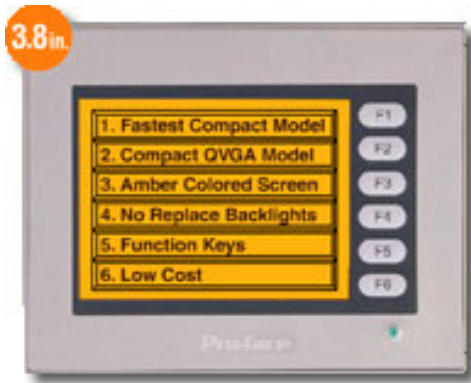 3.8in.
1. Fastest Compact Model F1
2. Compact QVGA Model F2
3. Amber Colored Screen F3
4. No Replace Backlights F4
5. Function Keys F5
6. Low Cost F6
Pro-face